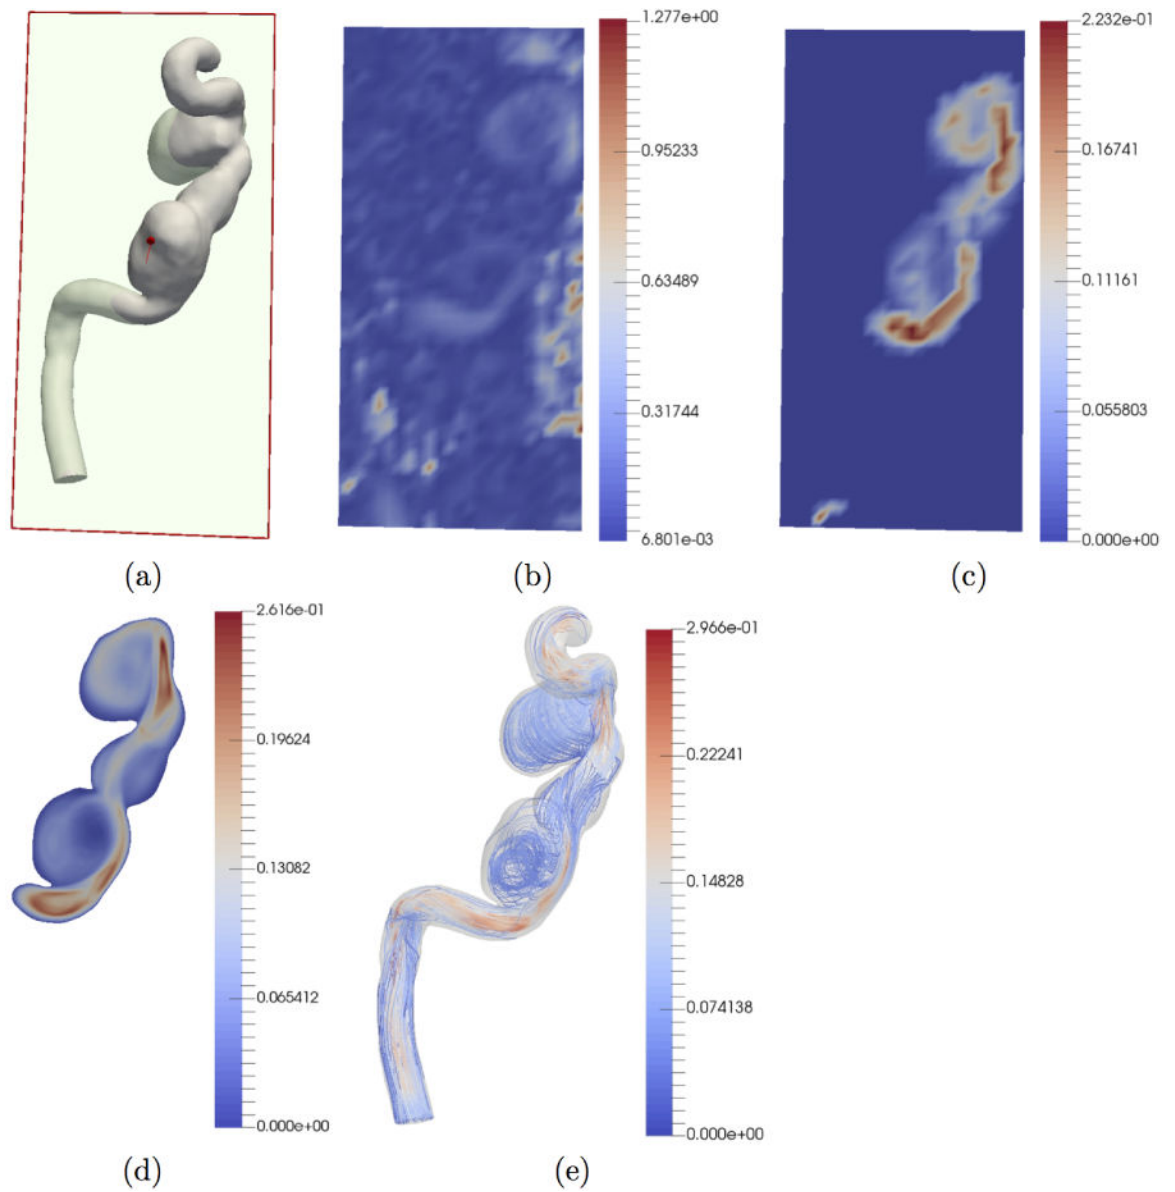 1.277e+00
0.95233
0.63489
0.31744
6.801e-03
2.232e-01
0.16741
0.11161
0.055803
0.000e+00
(a)
(b)
(c)
2.616e-01
0.19624
0.13082
0.065412
0.000e+00
2.966e-01
0.22241
0.14828
0.074138
0.000e+00
(d)
(e)